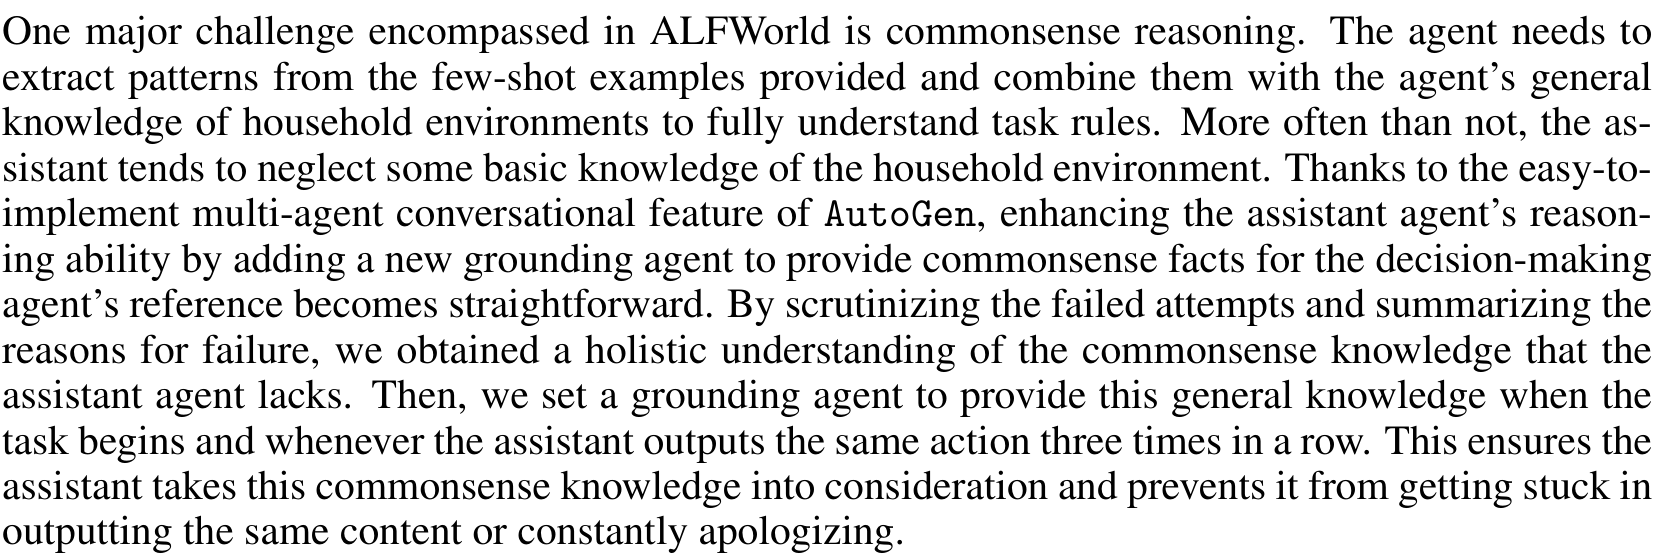 One major challenge encompassed in ALFWorld is commonsense reasoning. The agent needs to
extract patterns from the few-shot examples provided and combine them with the agent's general
knowledge of household environments to fully understand task rules. More often than not, the as-
sistant tends to neglect some basic knowledge of the household environment. Thanks to the easy-to-
implement multi-agent conversational feature of AutoGen, enhancing the assistant agent's reason-
ing ability by adding a new grounding agent to provide commonsense facts for the decision-making
agent's reference becomes straightforward. By scrutinizing the failed attempts and summarizing the
reasons for failure, we obtained a holistic understanding of the commonsense knowledge that the
assistant agent lacks. Then, we set a grounding agent to provide this general knowledge when the
task begins and whenever the assistant outputs the same action three times in a row. This ensures the
assistant takes this commonsense knowledge into consideration and prevents it from getting stuck in
outputting the same content or constantly apologizing.